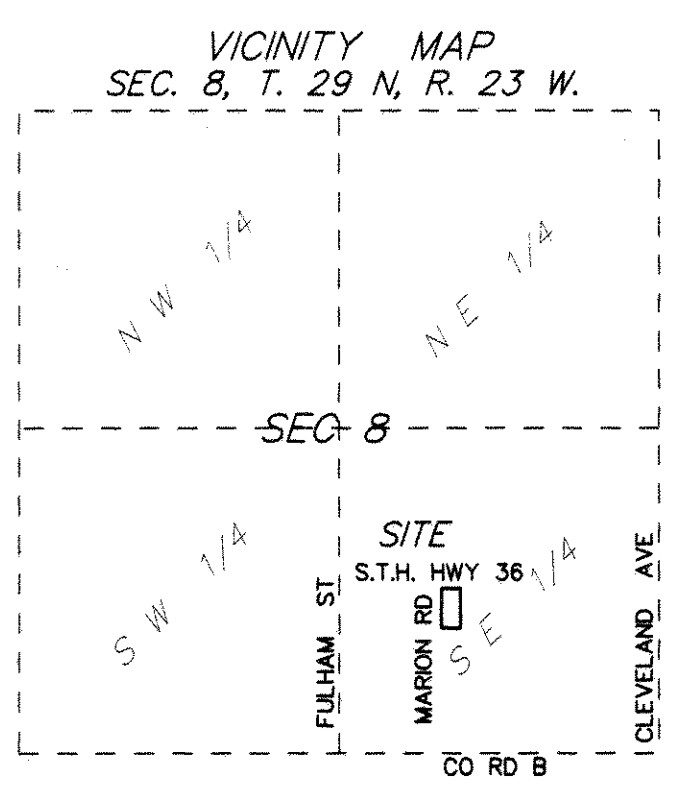 VICINITY MAP
SEC. 8, T. 29 N, R. 23 W.
NW 1/4
NE 1/4
SEC 8
SW 1/4
SITE
S.T.H. HWY 36
SE 1/4
FULHAM ST
MARION RD
CLEVELAND AVE
CO RD B